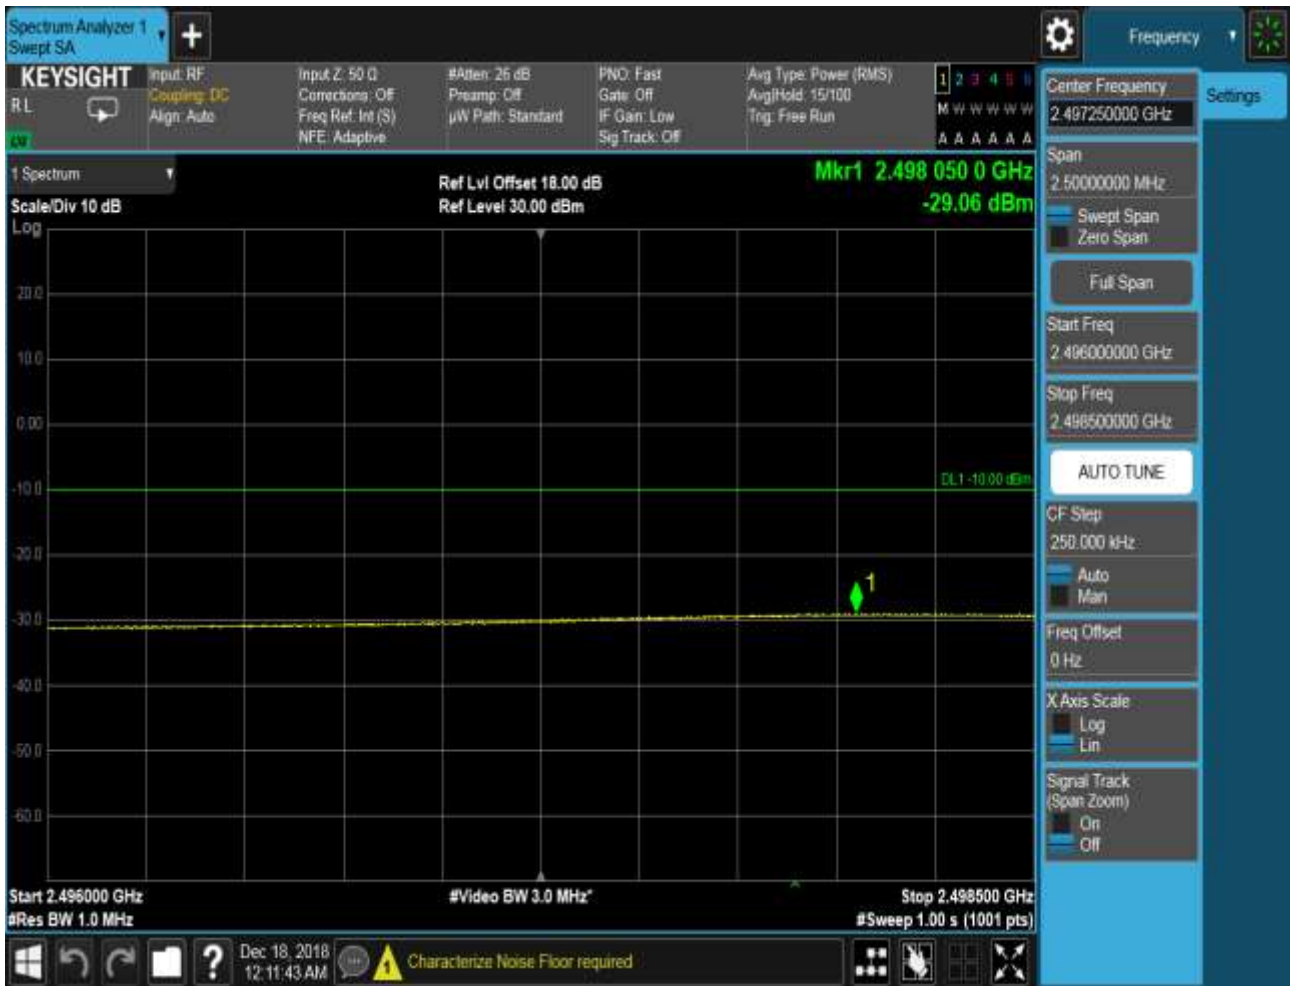 Spectrum Analyzer 1
Swept SA
Frequency
KEYSIGHT
R L
Input: RF
Coupling: DC
Align: Auto
Input Z: 50 Ω
Corrections: Off
Freq Ref: Int (S)
NFE: Adaptive
#Atten: 26 dB
Preamp: Off
µW Path: Standard
PNO: Fast
Gate: Off
IF Gain: Low
Sig Track: Off
Avg Type: Power (RMS)
Avg|Hold: 15/100
Trig: Free Run
1 2 3 4 5 6
M W W W W W
A A A A A A
Center Frequency
2.497250000 GHz
Settings
Span
2.50000000 MHz
Swept Span
Zero Span
Full Span
Start Freq
2.496000000 GHz
Stop Freq
2.498500000 GHz
AUTO TUNE
CF Step
250.000 kHz
Auto
Man
Freq Offset
0 Hz
X Axis Scale
Log
Lin
Signal Track
(Span Zoom)
On
Off
1 Spectrum
Scale/Div 10 dB
Log
Ref Lvl Offset 18.00 dB
Ref Level 30.00 dBm
Mkr1 2.498 050 0 GHz
-29.06 dBm
20.0
10.0
0.00
-10.0
DL1 -10.00 dBm
-20.0
1
-30.0
-40.0
-50.0
-60.0
Start 2.496000 GHz
#Video BW 3.0 MHz*
Stop 2.498500 GHz
#Res BW 1.0 MHz
#Sweep 1.00 s (1001 pts)
?
Dec 18, 2018
12:11:43 AM
1
Characterize Noise Floor required